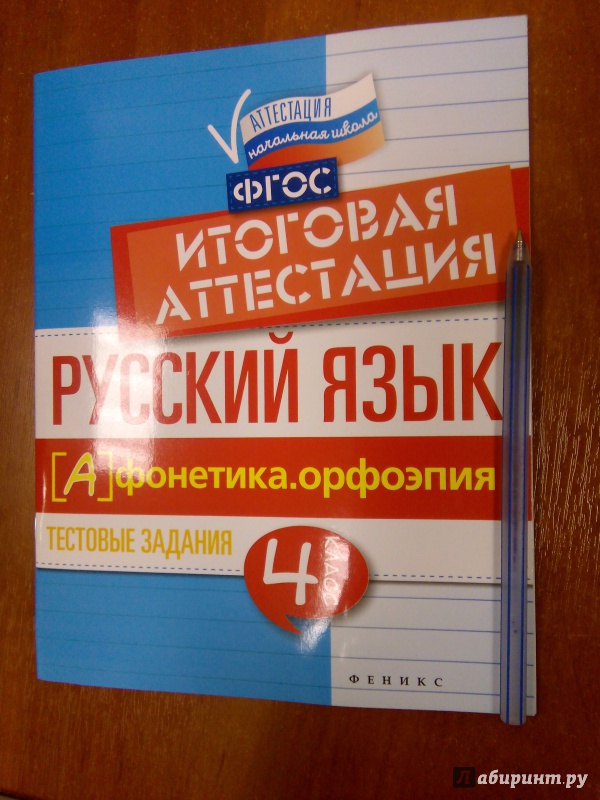 АТТЕСТАЦИЯ
начальная школа
ФГОС
ИТОГОВАЯ
АТТЕСТАЦИЯ
РУССКИЙ ЯЗЫК
[А] фонетика.орфоэпия
ТЕСТОВЫЕ ЗАДАНИЯ
4 КЛАСС
ФЕНИКС
Лабиринт.ру